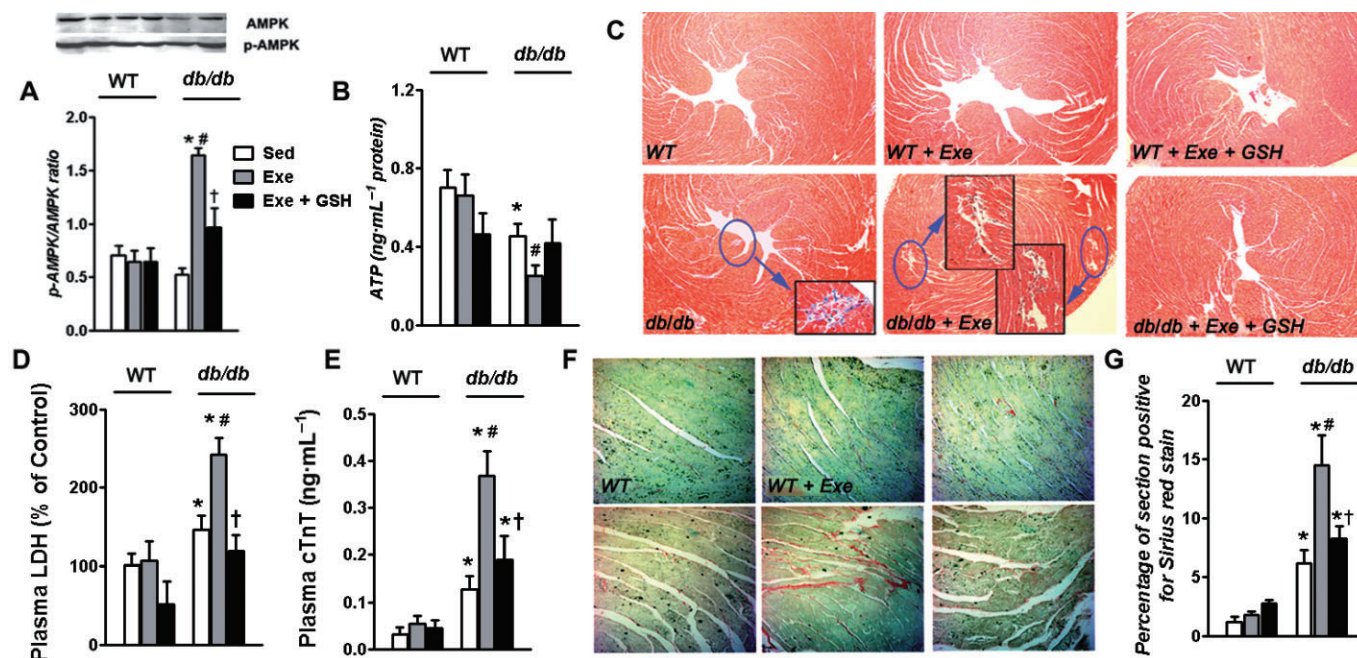 AMPK
p-AMPK
A
WT
db/db
p-AMPK/AMPK ratio
2.0
1.5
1.0
0.5
0.0
* #
†
Sed
Exe
Exe + GSH
B
WT
db/db
ATP (ng·mL⁻¹ protein)
1.2
0.8
0.4
0.0
*
#
C
WT
WT + Exe
WT + Exe + GSH
db/db
db/db + Exe
db/db + Exe + GSH
D
WT
db/db
Plasma LDH (% of Control)
300
200
100
0
*
* #
†
E
WT
db/db
Plasma cTnT (ng·mL⁻¹)
0.5
0.4
0.3
0.2
0.1
0.0
*
* #
*†
F
WT
WT + Exe
G
WT
db/db
Percentage of section positive
for Sirius red stain
20
15
10
5
0
*
*#
*†